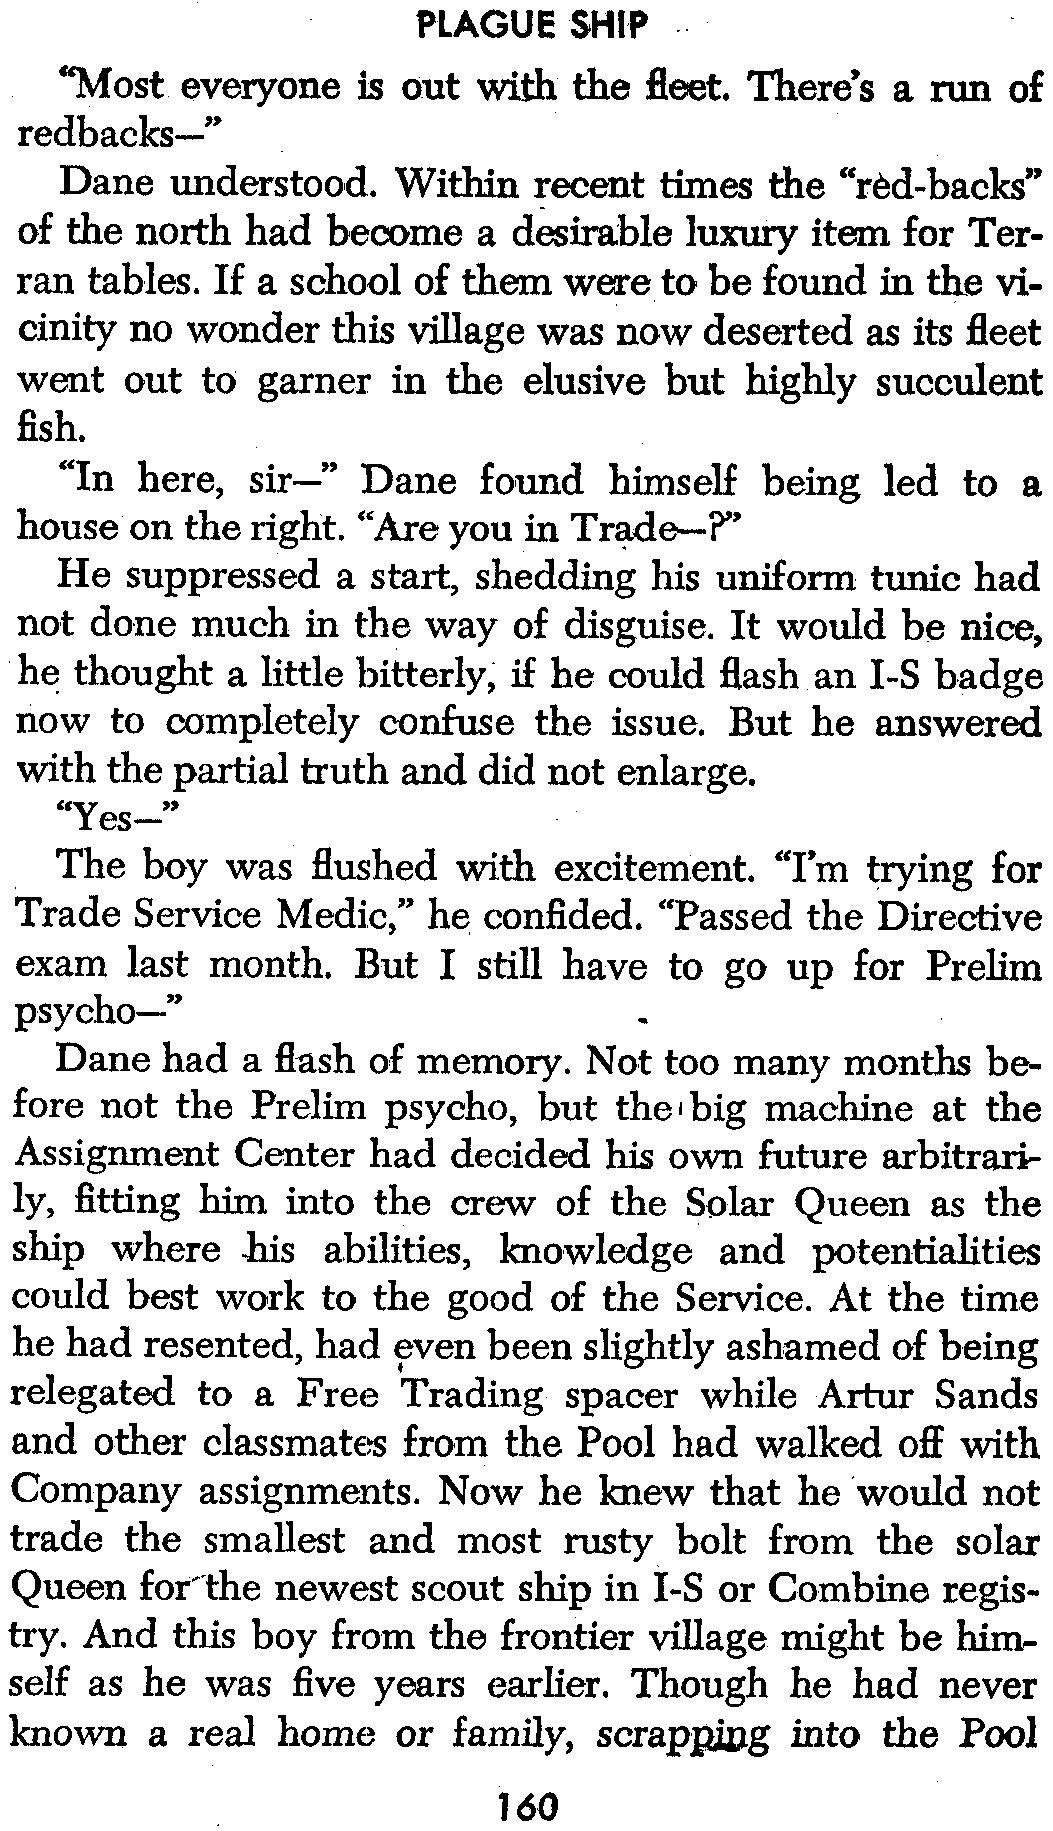 PLAGUE SHIP
“Most everyone is out with the fleet. There’s a run of
redbacks—”
Dane understood. Within recent times the “red-backs”
of the north had become a desirable luxury item for Ter-
ran tables. If a school of them were to be found in the vi-
cinity no wonder this village was now deserted as its fleet
went out to garner in the elusive but highly succulent
fish.
“In here, sir—” Dane found himself being led to a
house on the right. “Are you in Trade—?”
He suppressed a start, shedding his uniform tunic had
not done much in the way of disguise. It would be nice,
he thought a little bitterly, if he could flash an I-S badge
now to completely confuse the issue. But he answered
with the partial truth and did not enlarge.
“Yes—”
The boy was flushed with excitement. “I’m trying for
Trade Service Medic,” he confided. “Passed the Directive
exam last month. But I still have to go up for Prelim
psycho—”
Dane had a flash of memory. Not too many months be-
fore not the Prelim psycho, but the big machine at the
Assignment Center had decided his own future arbitrari-
ly, fitting him into the crew of the Solar Queen as the
ship where his abilities, knowledge and potentialities
could best work to the good of the Service. At the time
he had resented, had even been slightly ashamed of being
relegated to a Free Trading spacer while Artur Sands
and other classmates from the Pool had walked off with
Company assignments. Now he knew that he would not
trade the smallest and most rusty bolt from the solar
Queen for the newest scout ship in I-S or Combine regis-
try. And this boy from the frontier village might be him-
self as he was five years earlier. Though he had never
known a real home or family, scrapping into the Pool
160